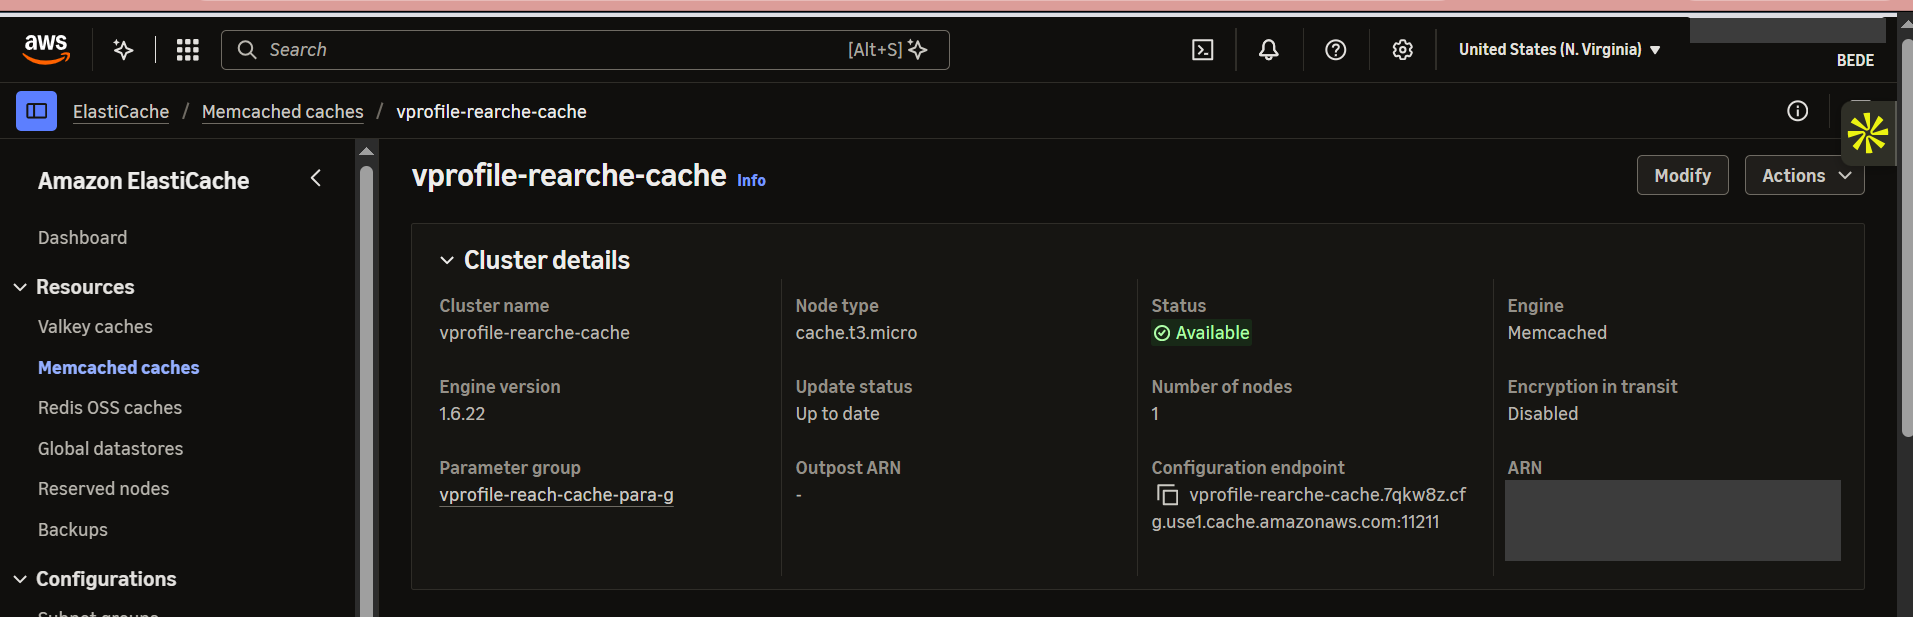 aws
Search [Alt+S]
United States (N. Virginia) ▼
BEDE
ElastiCache / Memcached caches / vprofile-rearche-cache
Amazon ElastiCache
Dashboard
Resources
Valkey caches
Memcached caches
Redis OSS caches
Global datastores
Reserved nodes
Backups
Configurations
Subnet groups
vprofile-rearche-cache Info
Modify
Actions
Cluster details
Cluster name
vprofile-rearche-cache
Node type
cache.t3.micro
Status
Available
Engine
Memcached
Engine version
1.6.22
Update status
Up to date
Number of nodes
1
Encryption in transit
Disabled
Parameter group
vprofile-reach-cache-para-g
Outpost ARN
-
Configuration endpoint
vprofile-rearche-cache.7qkw8z.cf
g.use1.cache.amazonaws.com:11211
ARN